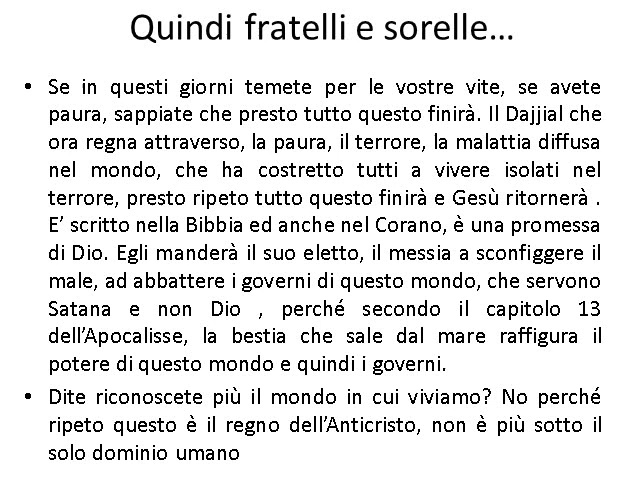 Quindi fratelli e sorelle…
• Se in questi giorni temete per le vostre vite, se avete
paura, sappiate che presto tutto questo finirà. Il Dajjial che
ora regna attraverso, la paura, il terrore, la malattia diffusa
nel mondo, che ha costretto tutti a vivere isolati nel
terrore, presto ripeto tutto questo finirà e Gesù ritornerà .
E’ scritto nella Bibbia ed anche nel Corano, è una promessa
di Dio. Egli manderà il suo eletto, il messia a sconfiggere il
male, ad abbattere i governi di questo mondo, che servono
Satana e non Dio , perché secondo il capitolo 13
dell’Apocalisse, la bestia che sale dal mare raffigura il
potere di questo mondo e quindi i governi.
• Dite riconoscete più il mondo in cui viviamo? No perché
ripeto questo è il regno dell’Anticristo, non è più sotto il
solo dominio umano